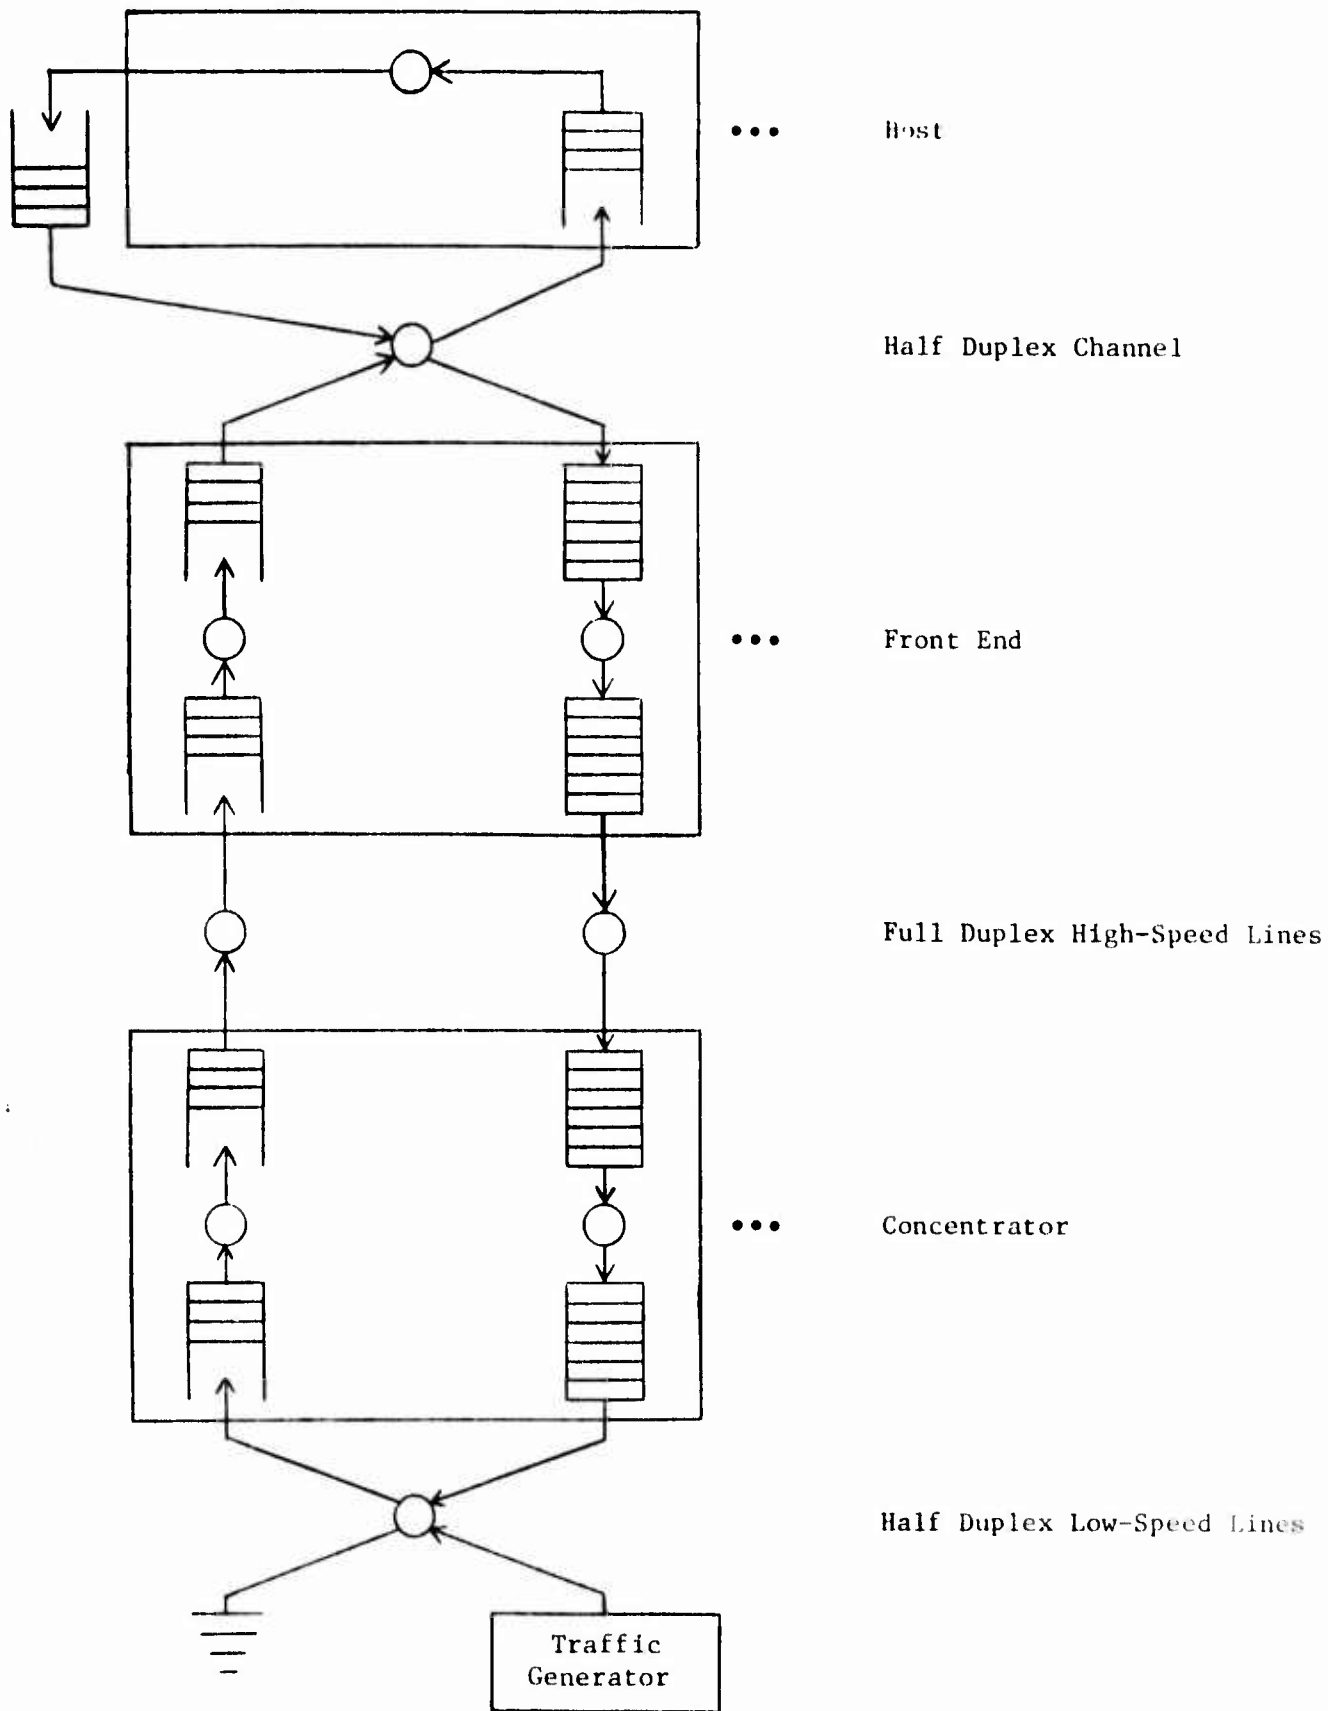 Host
Half Duplex Channel
Front End
Full Duplex High-Speed Lines
Concentrator
Half Duplex Low-Speed Lines
Traffic
Generator